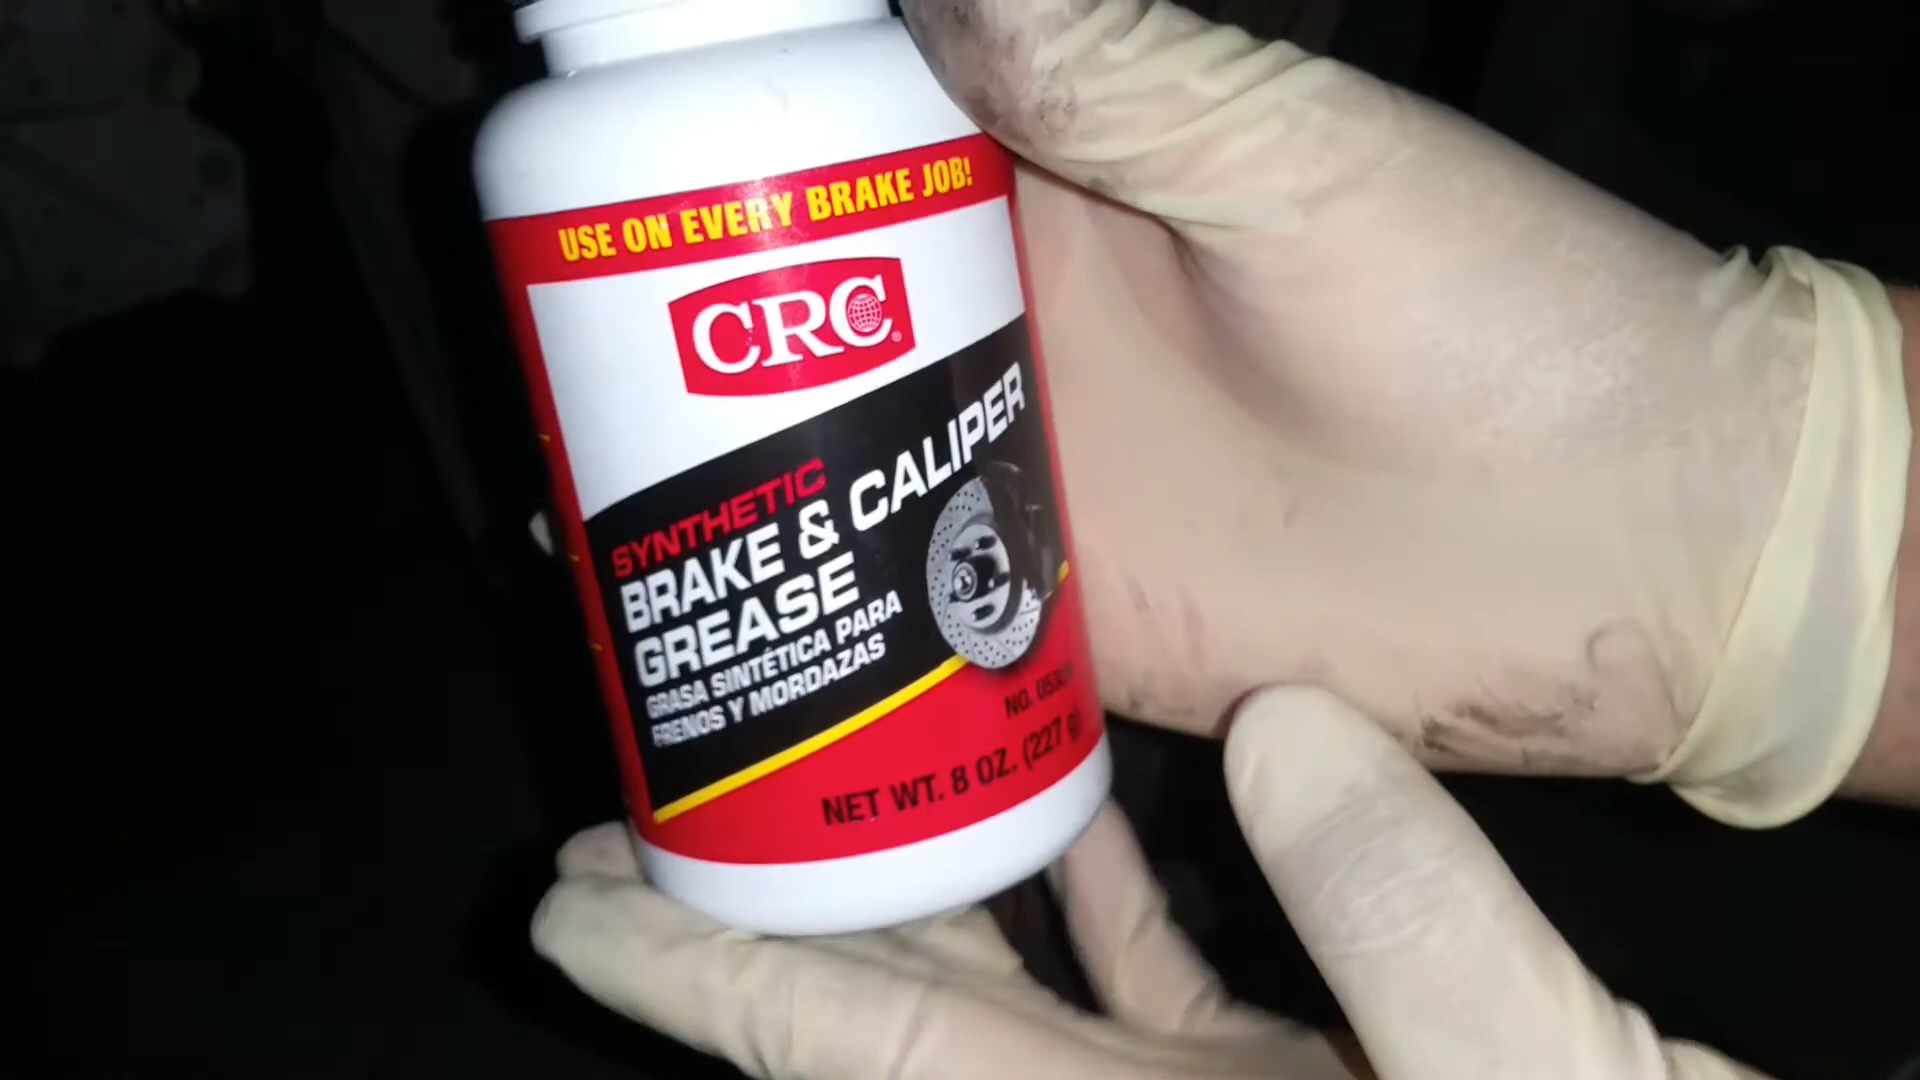 USE ON EVERY BRAKE JOB!
CRC
SYNTHETIC
BRAKE & CALIPER
GREASE
GRASA SINTÉTICA PARA
FRENOS Y MORDAZAS
NO.
NET WT. 8 OZ. (227 g)